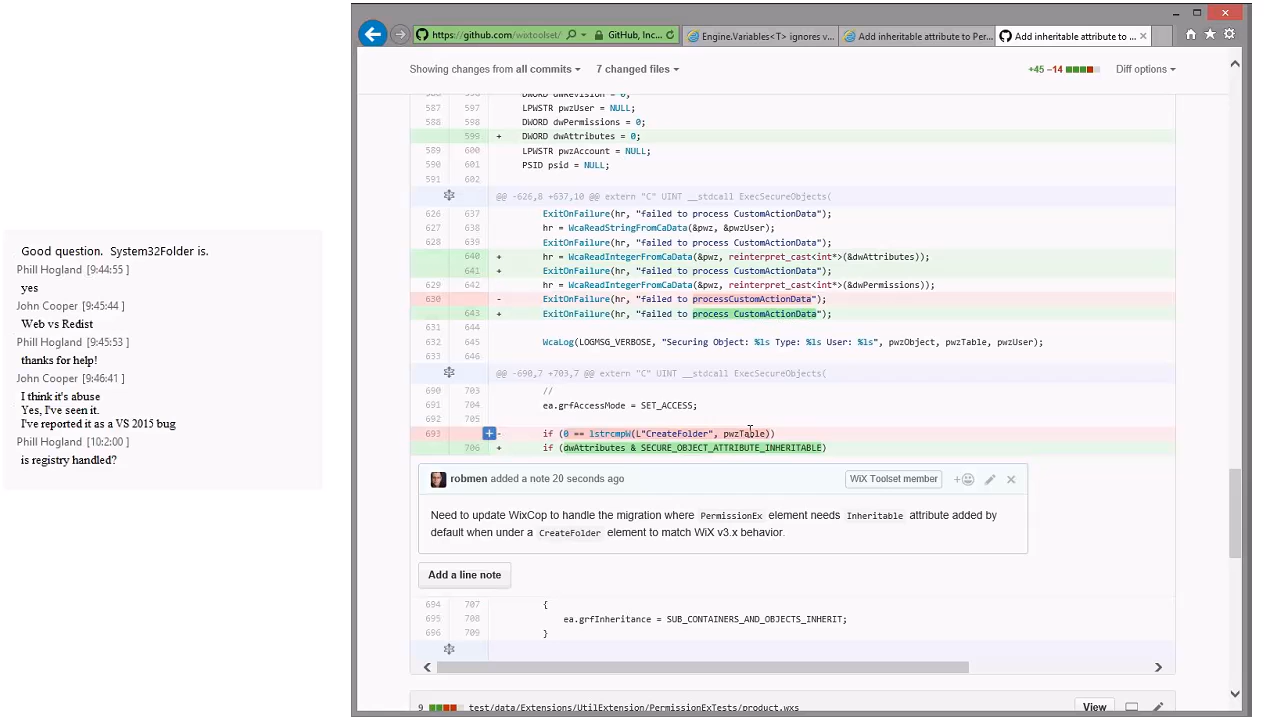 Good question. System32Folder is.
Phill Hogland [9:44:55 ]
yes
John Cooper [9:45:44 ]
Web vs Redist
Phill Hogland [9:45:53 ]
thanks for help!
John Cooper [9:46:41 ]
I think it's abuse
Yes, I've seen it.
I've reported it as a VS 2015 bug
Phill Hogland [10:2:00 ]
is registry handled?
https://github.com/wixtoolset/ GitHub, Inc... Engine.Variables<T> ignores v... Add inheritable attribute to Per... Add inheritable attribute to ...
Showing changes from all commits 7 changed files +45 −14 Diff options
586 596 DWORD dwRevision = 0;
587 597 LPWSTR pwzUser = NULL;
588 598 DWORD dwPermissions = 0;
599 + DWORD dwAttributes = 0;
589 600 LPWSTR pwzAccount = NULL;
590 601 PSID psid = NULL;
591 602
@@ -626,8 +637,10 @@ extern "C" UINT __stdcall ExecSecureObjects(
626 637 ExitOnFailure(hr, "failed to process CustomActionData");
627 638 hr = WcaReadStringFromCaData(&pwz, &pwzUser);
628 639 ExitOnFailure(hr, "failed to process CustomActionData");
640 + hr = WcaReadIntegerFromCaData(&pwz, reinterpret_cast<int*>(&dwAttributes));
641 + ExitOnFailure(hr, "failed to process CustomActionData");
629 642 hr = WcaReadIntegerFromCaData(&pwz, reinterpret_cast<int*>(&dwPermissions));
630 - ExitOnFailure(hr, "failed to processCustomActionData");
643 + ExitOnFailure(hr, "failed to process CustomActionData");
631 644
632 645 WcaLog(LOGMSG_VERBOSE, "Securing Object: %ls Type: %ls User: %ls", pwzObject, pwzTable, pwzUser);
633 646
@@ -690,7 +703,7 @@ extern "C" UINT __stdcall ExecSecureObjects(
690 703 //
691 704 ea.grfAccessMode = SET_ACCESS;
692 705
693 + - if (0 == lstrcmpW(L"CreateFolder", pwzTable))
706 + if (dwAttributes & SECURE_OBJECT_ATTRIBUTE_INHERITABLE)
robmen added a note 20 seconds ago WiX Toolset member
Need to update WixCop to handle the migration where PermissionEx element needs Inheritable attribute added by
default when under a CreateFolder element to match WiX v3.x behavior.
Add a line note
694 707 {
695 708 ea.grfInheritance = SUB_CONTAINERS_AND_OBJECTS_INHERIT;
696 709 }
9 test/data/Extensions/UtilExtension/PermissionExTests/product.wxs View